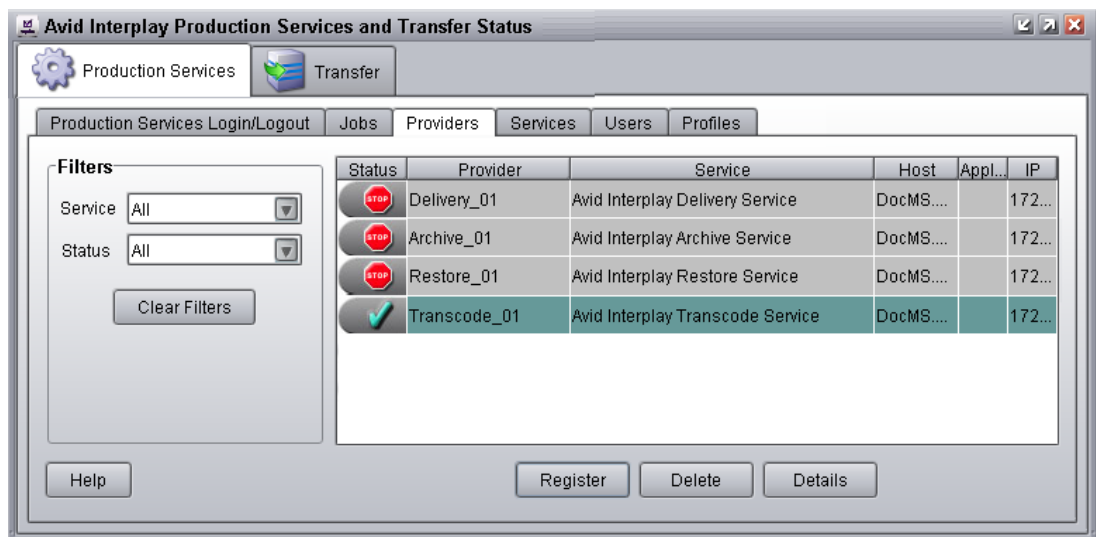 Avid Interplay Production Services and Transfer Status
Production Services Transfer
Production Services Login/Logout Jobs Providers Services Users Profiles
Filters
Service All
Status All
Clear Filters
Status Provider Service Host Appl... IP
STOP Delivery_01 Avid Interplay Delivery Service DocMS.... 172...
STOP Archive_01 Avid Interplay Archive Service DocMS.... 172...
STOP Restore_01 Avid Interplay Restore Service DocMS.... 172...
Transcode_01 Avid Interplay Transcode Service DocMS.... 172...
Help Register Delete Details